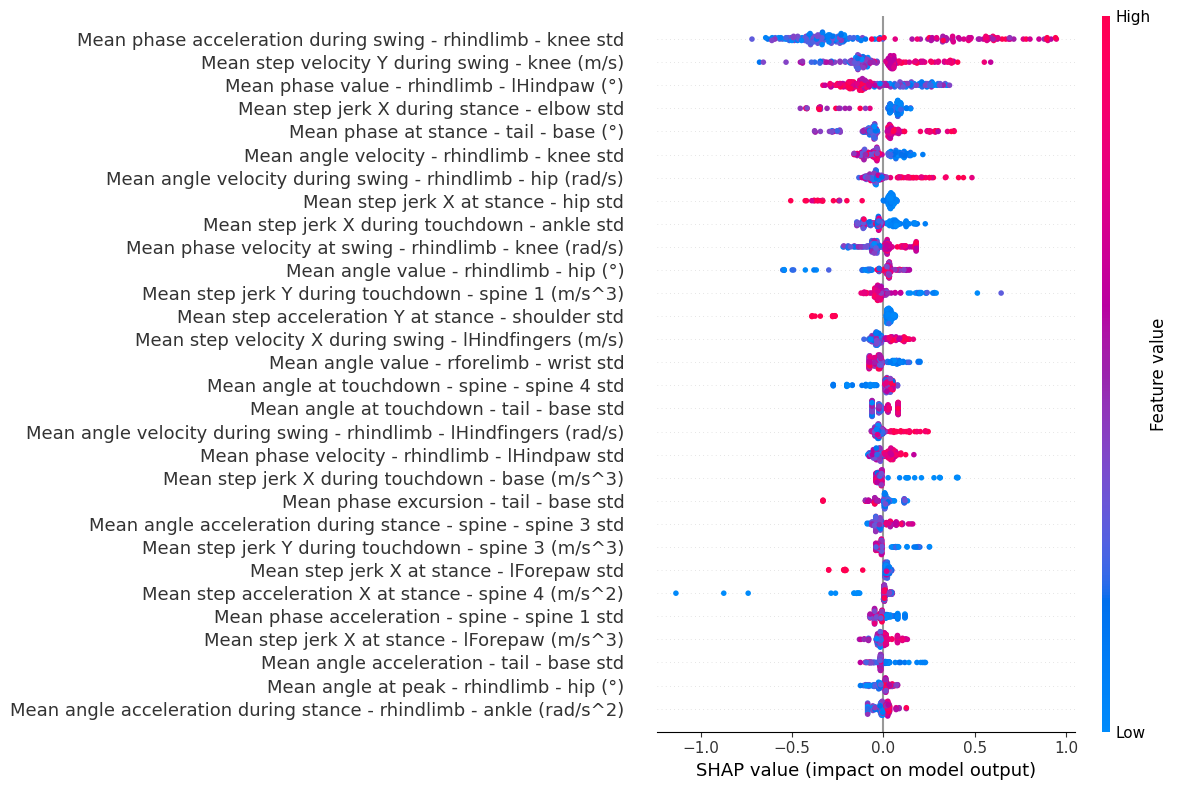 High
Mean phase acceleration during swing - rhindlimb - knee std
Mean step velocity Y during swing - knee (m/s)
Mean phase value - rhindlimb - lHindpaw (°)
Mean step jerk X during stance - elbow std
Mean phase at stance - tail - base (°)
Mean angle velocity - rhindlimb - knee std
Mean angle velocity during swing - rhindlimb - hip (rad/s)
Mean step jerk X at stance - hip std
Mean step jerk X during touchdown - ankle std
Mean phase velocity at swing - rhindlimb - knee (rad/s)
Mean angle value - rhindlimb - hip (°)
Mean step jerk Y during touchdown - spine 1 (m/s^3)
Mean step acceleration Y at stance - shoulder std
Mean step velocity X during swing - lHindfingers (m/s)
Mean angle value - rforelimb - wrist std
Mean angle at touchdown - spine - spine 4 std
Mean angle at touchdown - tail - base std
Mean angle velocity during swing - rhindlimb - lHindfingers (rad/s)
Mean phase velocity - rhindlimb - lHindpaw std
Mean step jerk X during touchdown - base (m/s^3)
Mean phase excursion - tail - base std
Mean angle acceleration during stance - spine - spine 3 std
Mean step jerk Y during touchdown - spine 3 (m/s^3)
Mean step jerk X at stance - lForepaw std
Mean step acceleration X at stance - spine 4 (m/s^2)
Mean phase acceleration - spine - spine 1 std
Mean step jerk X at stance - lForepaw (m/s^3)
Mean angle acceleration - tail - base std
Mean angle at peak - rhindlimb - hip (°)
Mean angle acceleration during stance - rhindlimb - ankle (rad/s^2)
Feature value
Low
−1.0 −0.5 0.0 0.5 1.0
SHAP value (impact on model output)